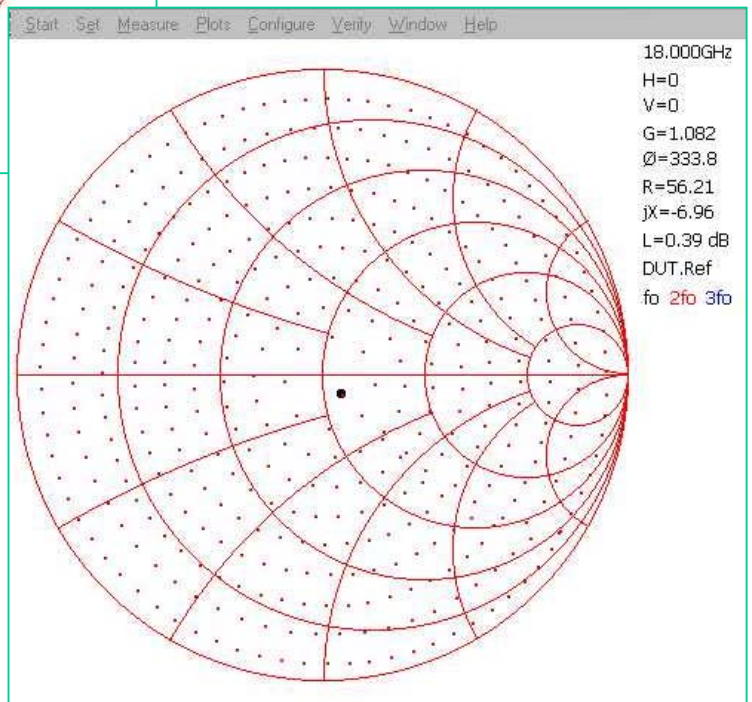 Start Set Measure Plots Configure Verify Window Help
18.000GHz
H=0
V=0
G=1.082
Ø=333.8
R=56.21
jX=-6.96
L=0.39 dB
DUT.Ref
fo 2fo 3fo